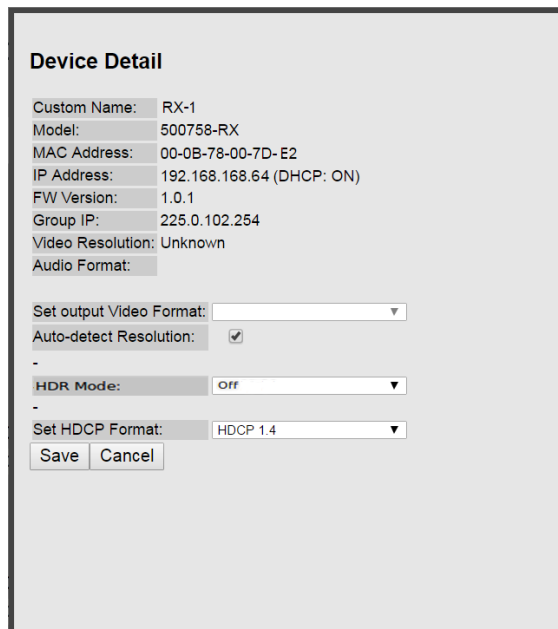 Device Detail
Custom Name: RX-1
Model: 500758-RX
MAC Address: 00-0B-78-00-7D-E2
IP Address: 192.168.168.64 (DHCP: ON)
FW Version: 1.0.1
Group IP: 225.0.102.254
Video Resolution: Unknown
Audio Format:
Set output Video Format:
Auto-detect Resolution:
-
HDR Mode: Off
-
Set HDCP Format: HDCP 1.4
Save Cancel